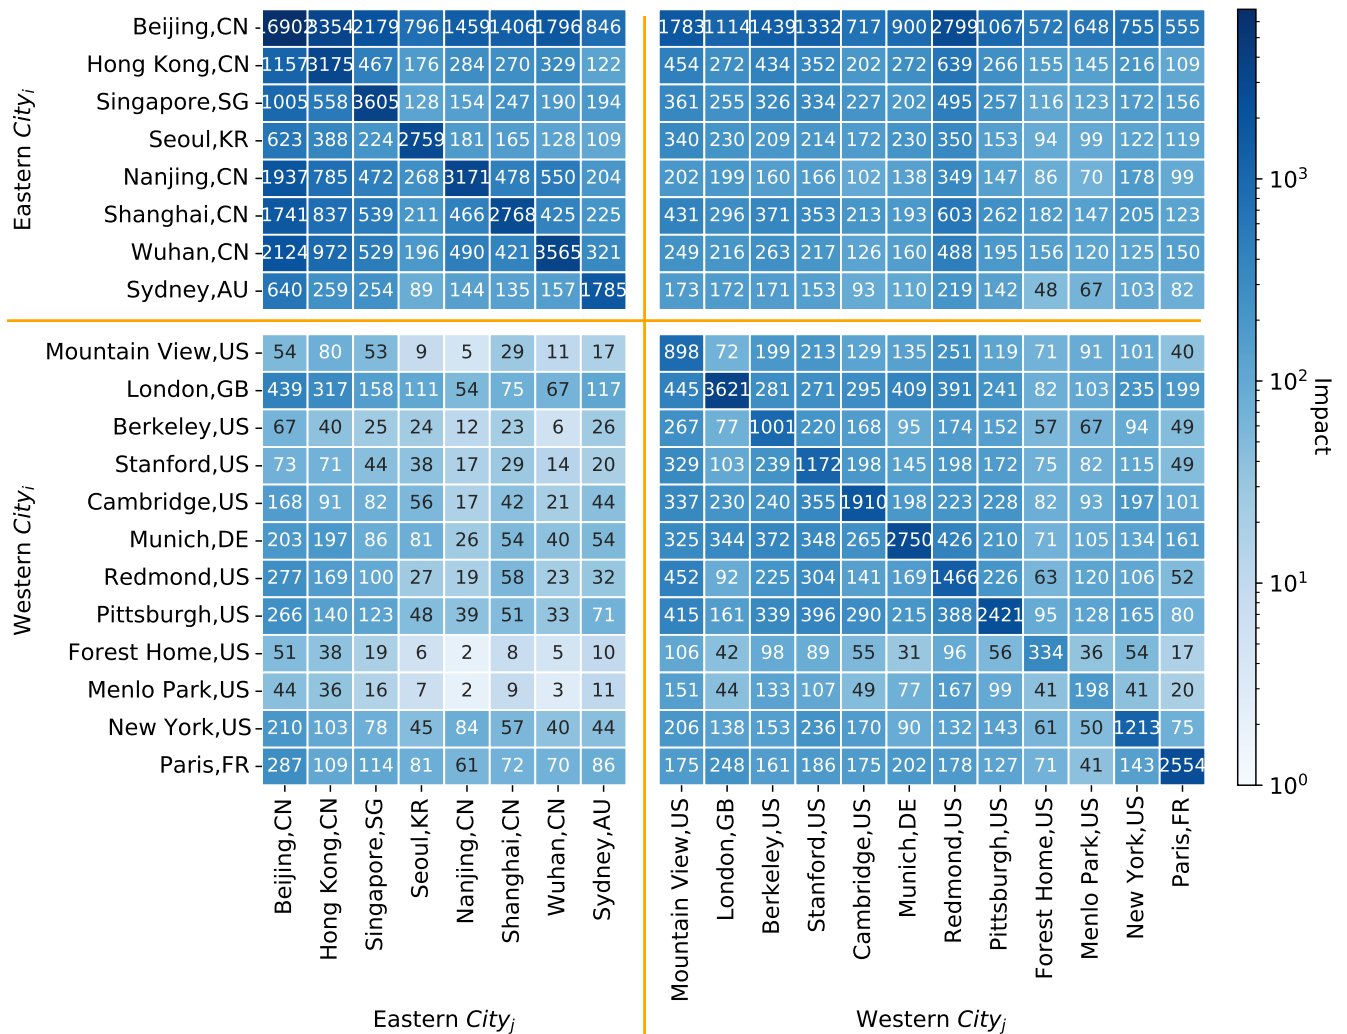 Beijing,CN 6902 3354 2179 796 1459 1406 1796 846 1783 1114 1439 1332 717 900 2799 1067 572 648 755 555
Hong Kong,CN 1157 3175 467 176 284 270 329 122 454 272 434 352 202 272 639 266 155 145 216 109
Singapore,SG 1005 558 3605 128 154 247 190 194 361 255 326 334 227 202 495 257 116 123 172 156
Seoul,KR 623 388 224 2759 181 165 128 109 340 230 209 214 172 230 350 153 94 99 122 119
Nanjing,CN 1937 785 472 268 3171 478 550 204 202 199 160 166 102 138 349 147 86 70 178 99
Shanghai,CN 1741 837 539 211 466 2768 425 225 431 296 371 353 213 193 603 262 182 147 205 123
Wuhan,CN 2124 972 529 196 490 421 3565 321 249 216 263 217 126 160 488 195 156 120 125 150
Sydney,AU 640 259 254 89 144 135 157 1785 173 172 171 153 93 110 219 142 48 67 103 82
Eastern City_i
Mountain View,US 54 80 53 9 5 29 11 17 898 72 199 213 129 135 251 119 71 91 101 40
London,GB 439 317 158 111 54 75 67 117 445 3621 281 271 295 409 391 241 82 103 235 199
Berkeley,US 67 40 25 24 12 23 6 26 267 77 1001 220 168 95 174 152 57 67 94 49
Stanford,US 73 71 44 38 17 29 14 20 329 103 239 1172 198 145 198 172 75 82 115 49
Cambridge,US 168 91 82 56 17 42 21 44 337 230 240 355 1910 198 223 228 82 93 197 101
Munich,DE 203 197 86 81 26 54 40 54 325 344 372 348 265 2750 426 210 71 105 134 161
Redmond,US 277 169 100 27 19 58 23 32 452 92 225 304 141 169 1466 226 63 120 106 52
Pittsburgh,US 266 140 123 48 39 51 33 71 415 161 339 396 290 215 388 2421 95 128 165 80
Forest Home,US 51 38 19 6 2 8 5 10 106 42 98 89 55 31 96 56 334 36 54 17
Menlo Park,US 44 36 16 7 2 9 3 11 151 44 133 107 49 77 167 99 41 198 41 20
New York,US 210 103 78 45 84 57 40 44 206 138 153 236 170 90 132 143 61 50 1213 75
Paris,FR 287 109 114 81 61 72 70 86 175 248 161 186 175 202 178 127 71 41 143 2554
Western City_i
Beijing,CN
Hong Kong,CN
Singapore,SG
Seoul,KR
Nanjing,CN
Shanghai,CN
Wuhan,CN
Sydney,AU
Mountain View,US
London,GB
Berkeley,US
Stanford,US
Cambridge,US
Munich,DE
Redmond,US
Pittsburgh,US
Forest Home,US
Menlo Park,US
New York,US
Paris,FR
Eastern City_j
Western City_j
10^3
10^2
10^1
10^0
Impact